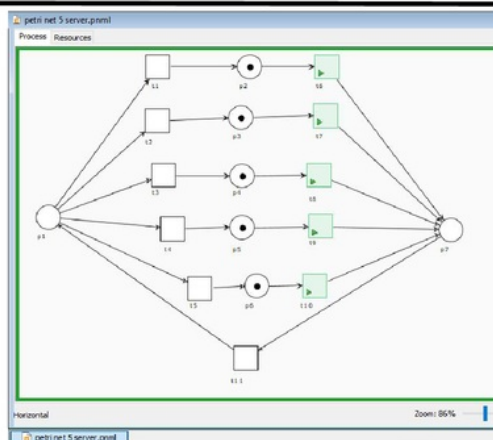 petri net 5 server.pnml
Process Resources
t1 p2 t6
t2 p3 t7
t3 p4 t8
p1 t4 p5 t9 p7
t5 p6 t10
t11
Horizontal Zoom: 86%
petri net 5 server.pnml